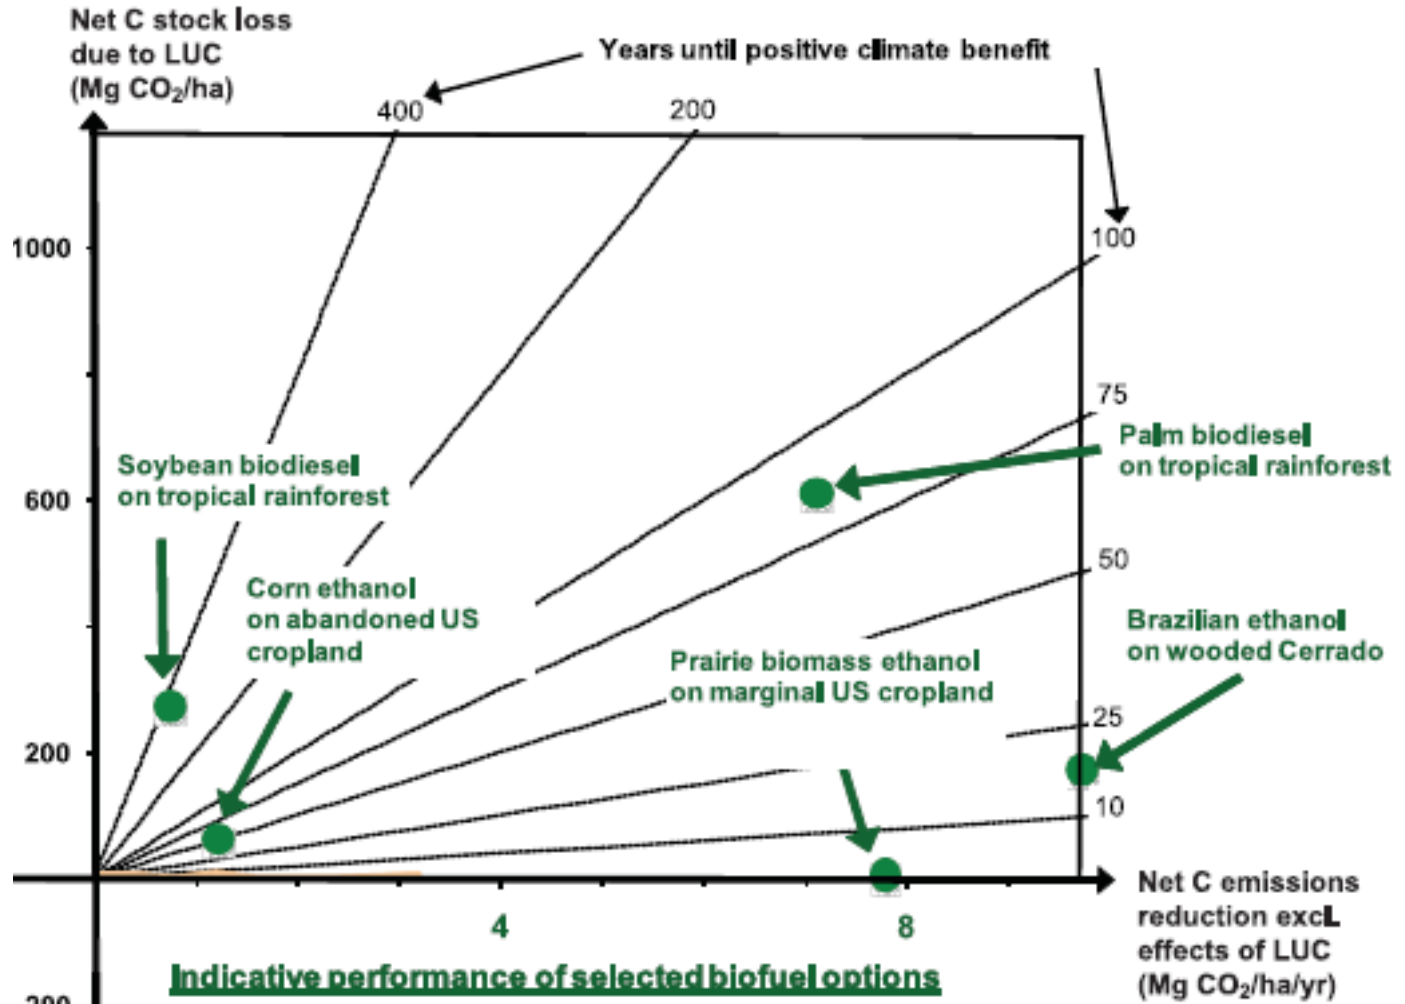 Net C stock loss
due to LUC
(Mg CO₂/ha)
Years until positive climate benefit
400
200
1000
100
75
Palm biodiesel
on tropical rainforest
Soybean biodiesel
on tropical rainforest
600
50
Corn ethanol
on abandoned US
cropland
Brazilian ethanol
on wooded Cerrado
Prairie biomass ethanol
on marginal US cropland
25
200
10
Net C emissions
reduction excL
effects of LUC
(Mg CO₂/ha/yr)
4
8
Indicative performance of selected biofuel options